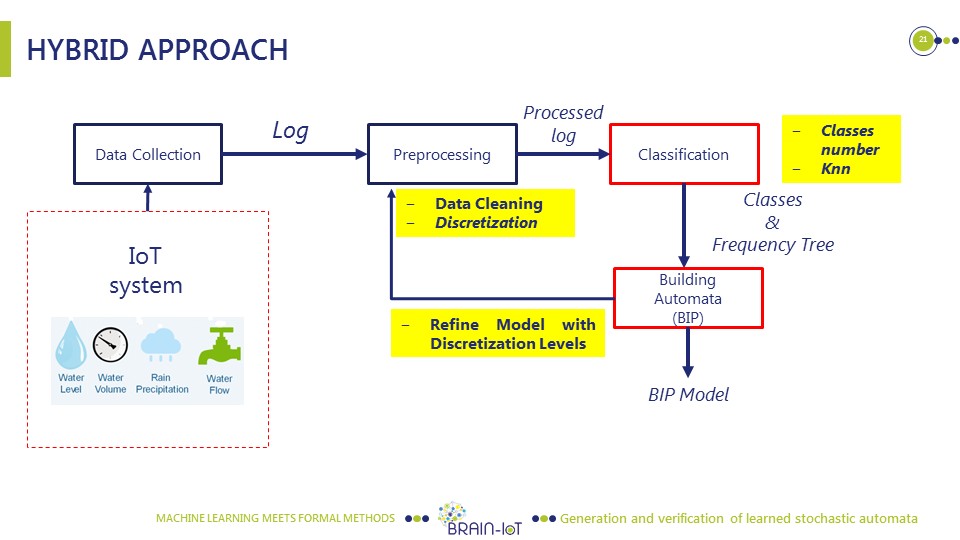 HYBRID APPROACH
21
Processed
log
Log
Data Collection
Preprocessing
Classification
– Classes
number
– Knn
– Data Cleaning
– Discretization
Classes
&
Frequency Tree
IoT
system
Building
Automata
(BIP)
– Refine Model with
Discretization Levels
Water
Level
Water
Volume
Rain
Precipitation
Water
Flow
BIP Model
MACHINE LEARNING MEETS FORMAL METHODS
BRAIN-IoT
Generation and verification of learned stochastic automata